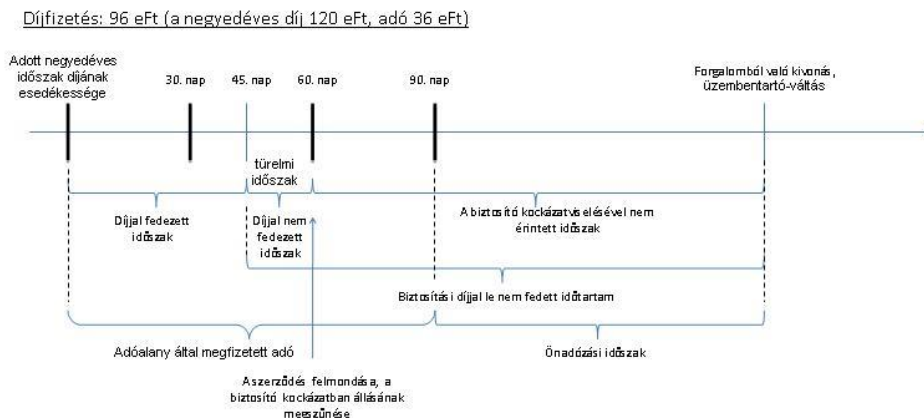 Díjfizetés: 96 eFt (a negyedéves díj 120 eFt, adó 36 eFt)
Adott negyedéves
időszak díjának
esedékessége
30. nap
45. nap
60. nap
90. nap
Forgalomból való kivonás,
üzembentartó-váltás
türelmi
időszak
Díjjal fedezett
időszak
Díjjal nem
fedezett
időszak
A biztosító kockázatviselésével nem
érintett időszak
Biztosítási díjjal le nem fedett időtartam
Adóalany által megfizetett adó
Önadózási időszak
A szerződés felmondása, a
biztosító kockázatban állásának
megszűnése